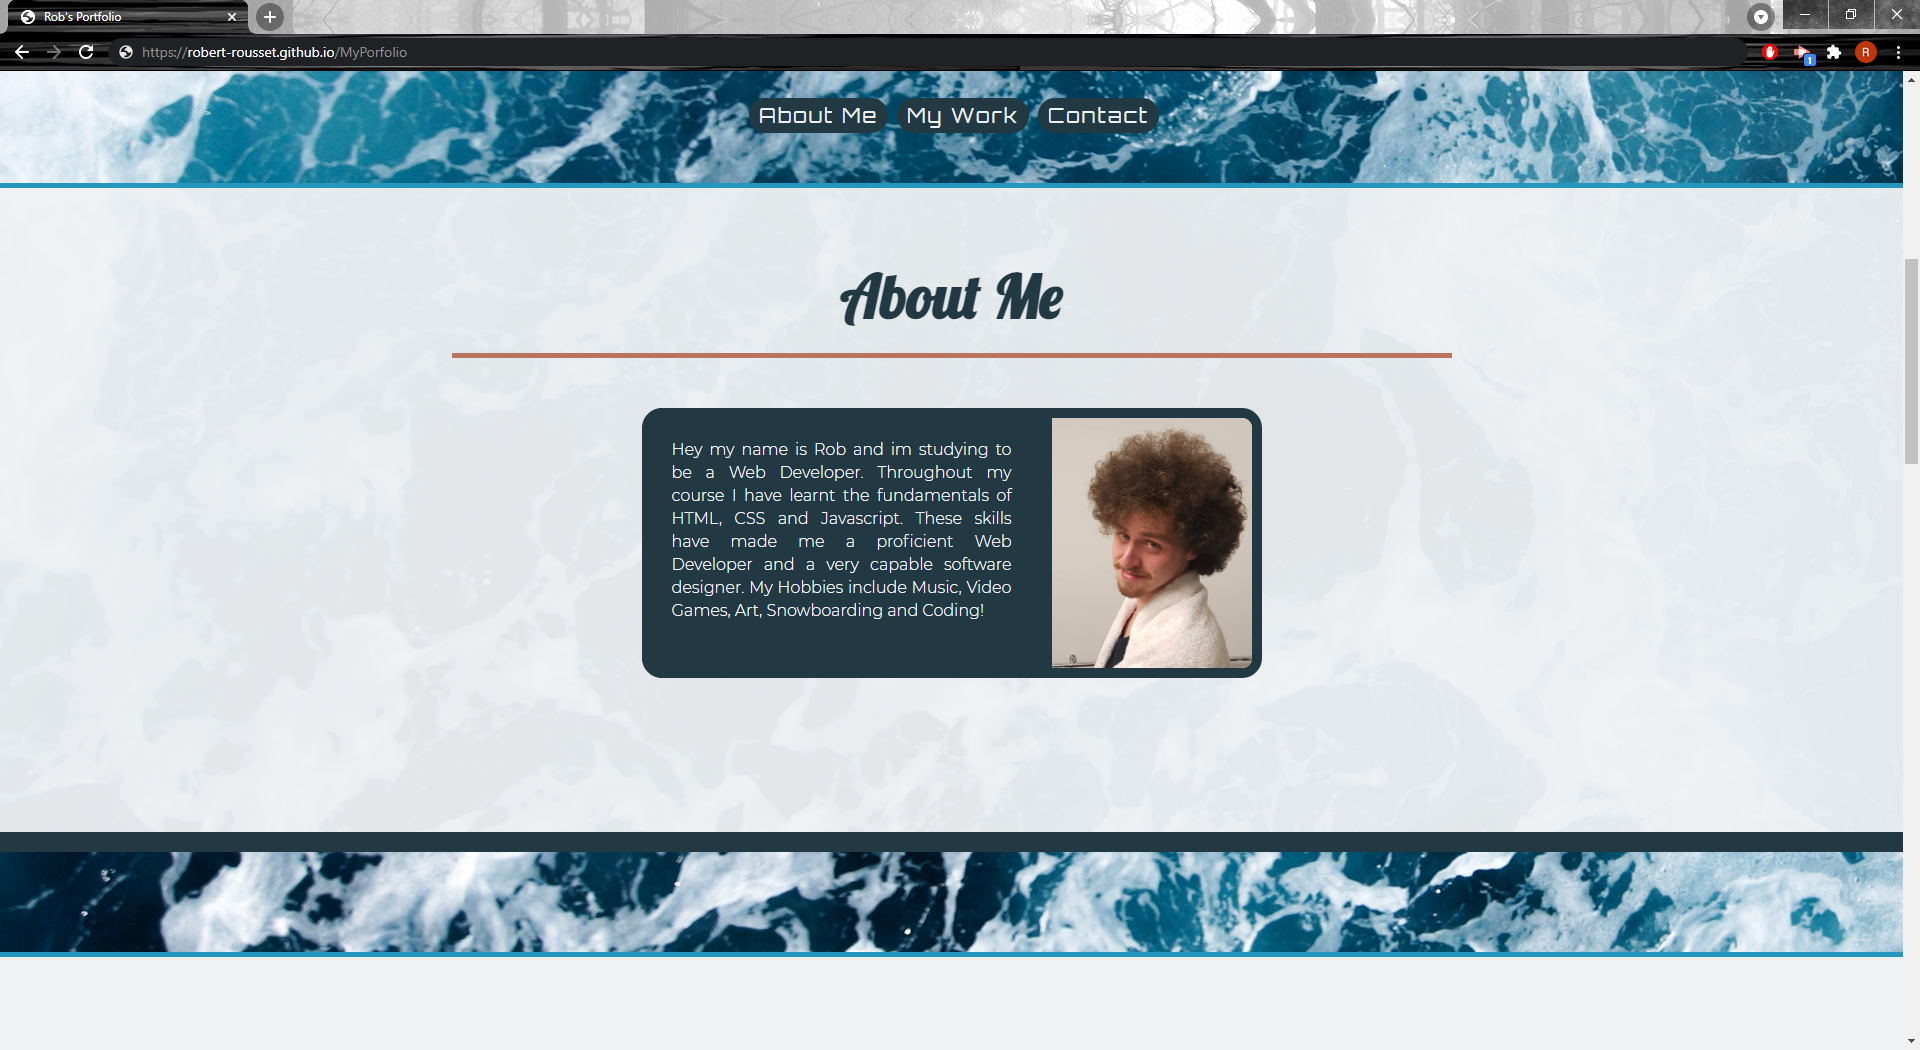 Rob's Portfolio
https://robert-rousset.github.io/MyPorfolio
R
1
About Me
My Work
Contact
About Me
Hey my name is Rob and im studying to
be a Web Developer. Throughout my
course I have learnt the fundamentals of
HTML, CSS and Javascript. These skills
have made me a proficient Web
Developer and a very capable software
designer. My Hobbies include Music, Video
Games, Art, Snowboarding and Coding!